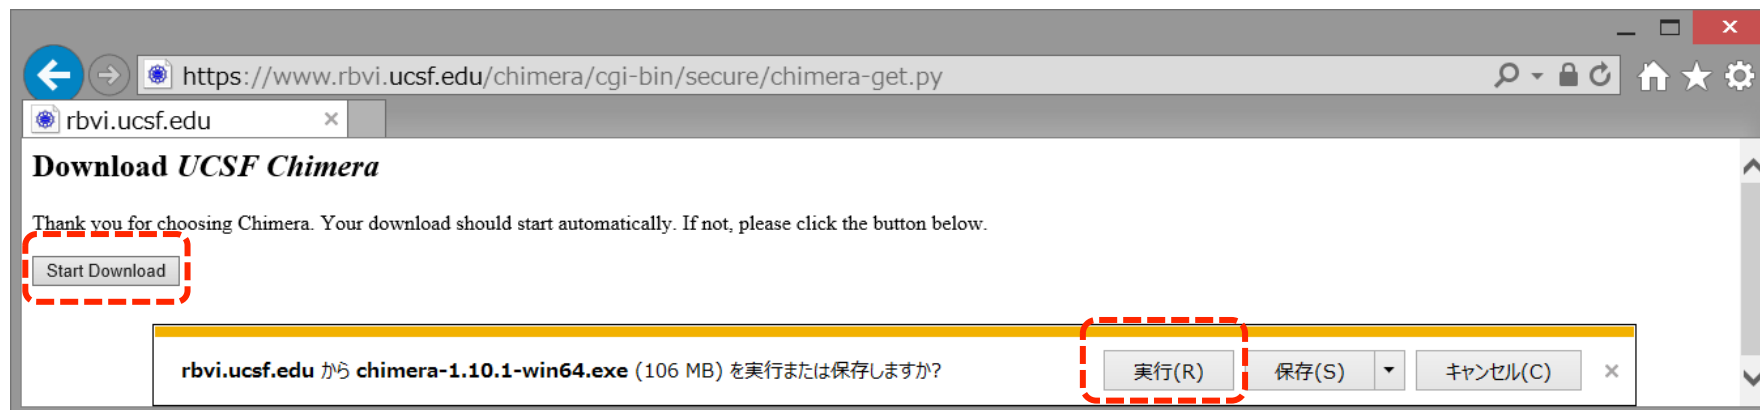 https://www.rbvi.ucsf.edu/chimera/cgi-bin/secure/chimera-get.py
rbvi.ucsf.edu
Download UCSF Chimera
Thank you for choosing Chimera. Your download should start automatically. If not, please click the button below.
Start Download
rbvi.ucsf.edu から chimera-1.10.1-win64.exe (106 MB) を実行または保存しますか? 実行(R) 保存(S) キャンセル(C)